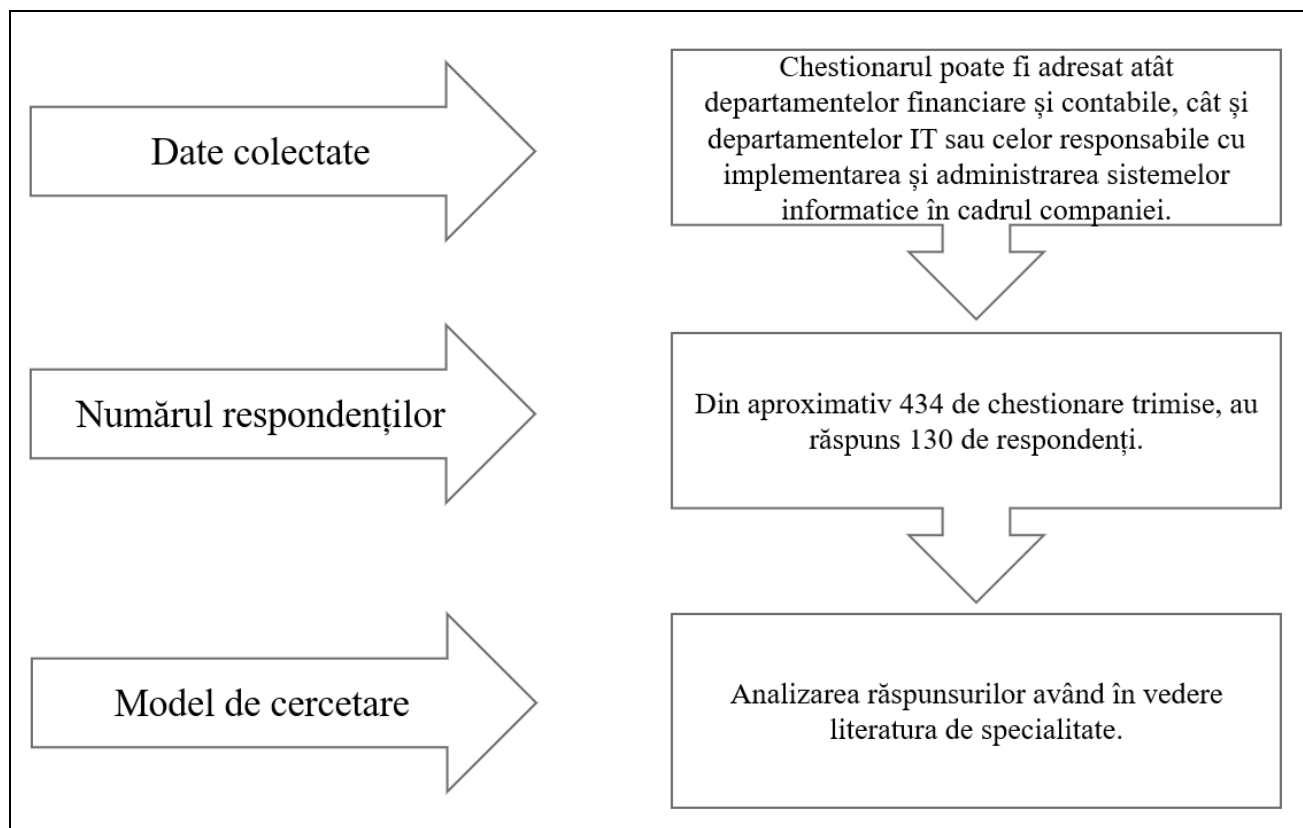 Date colectate
Chestionarul poate fi adresat atât
departamentelor financiare și contabile, cât și
departamentelor IT sau celor responsabile cu
implementarea și administrarea sistemelor
informatice în cadrul companiei.
Numărul respondenților
Din aproximativ 434 de chestionare trimise, au
răspuns 130 de respondenți.
Model de cercetare
Analizarea răspunsurilor având în vedere
literatura de specialitate.